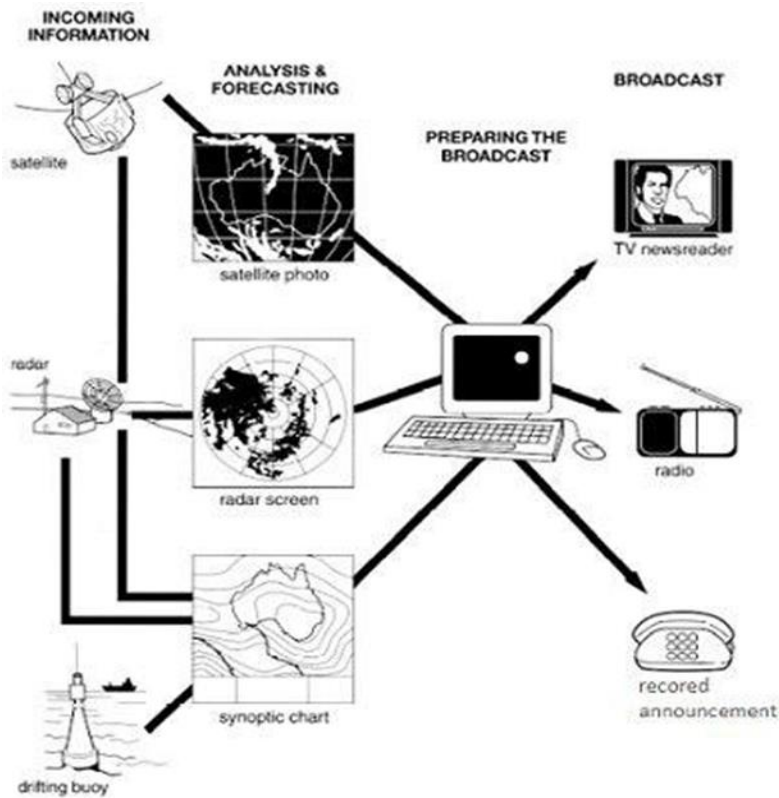 INCOMING
INFORMATION
satellite
radar
drifting buoy
ANALYSIS &
FORECASTING
satellite photo
radar screen
synoptic chart
PREPARING THE
BROADCAST
BROADCAST
TV newsreader
radio
recored
announcement